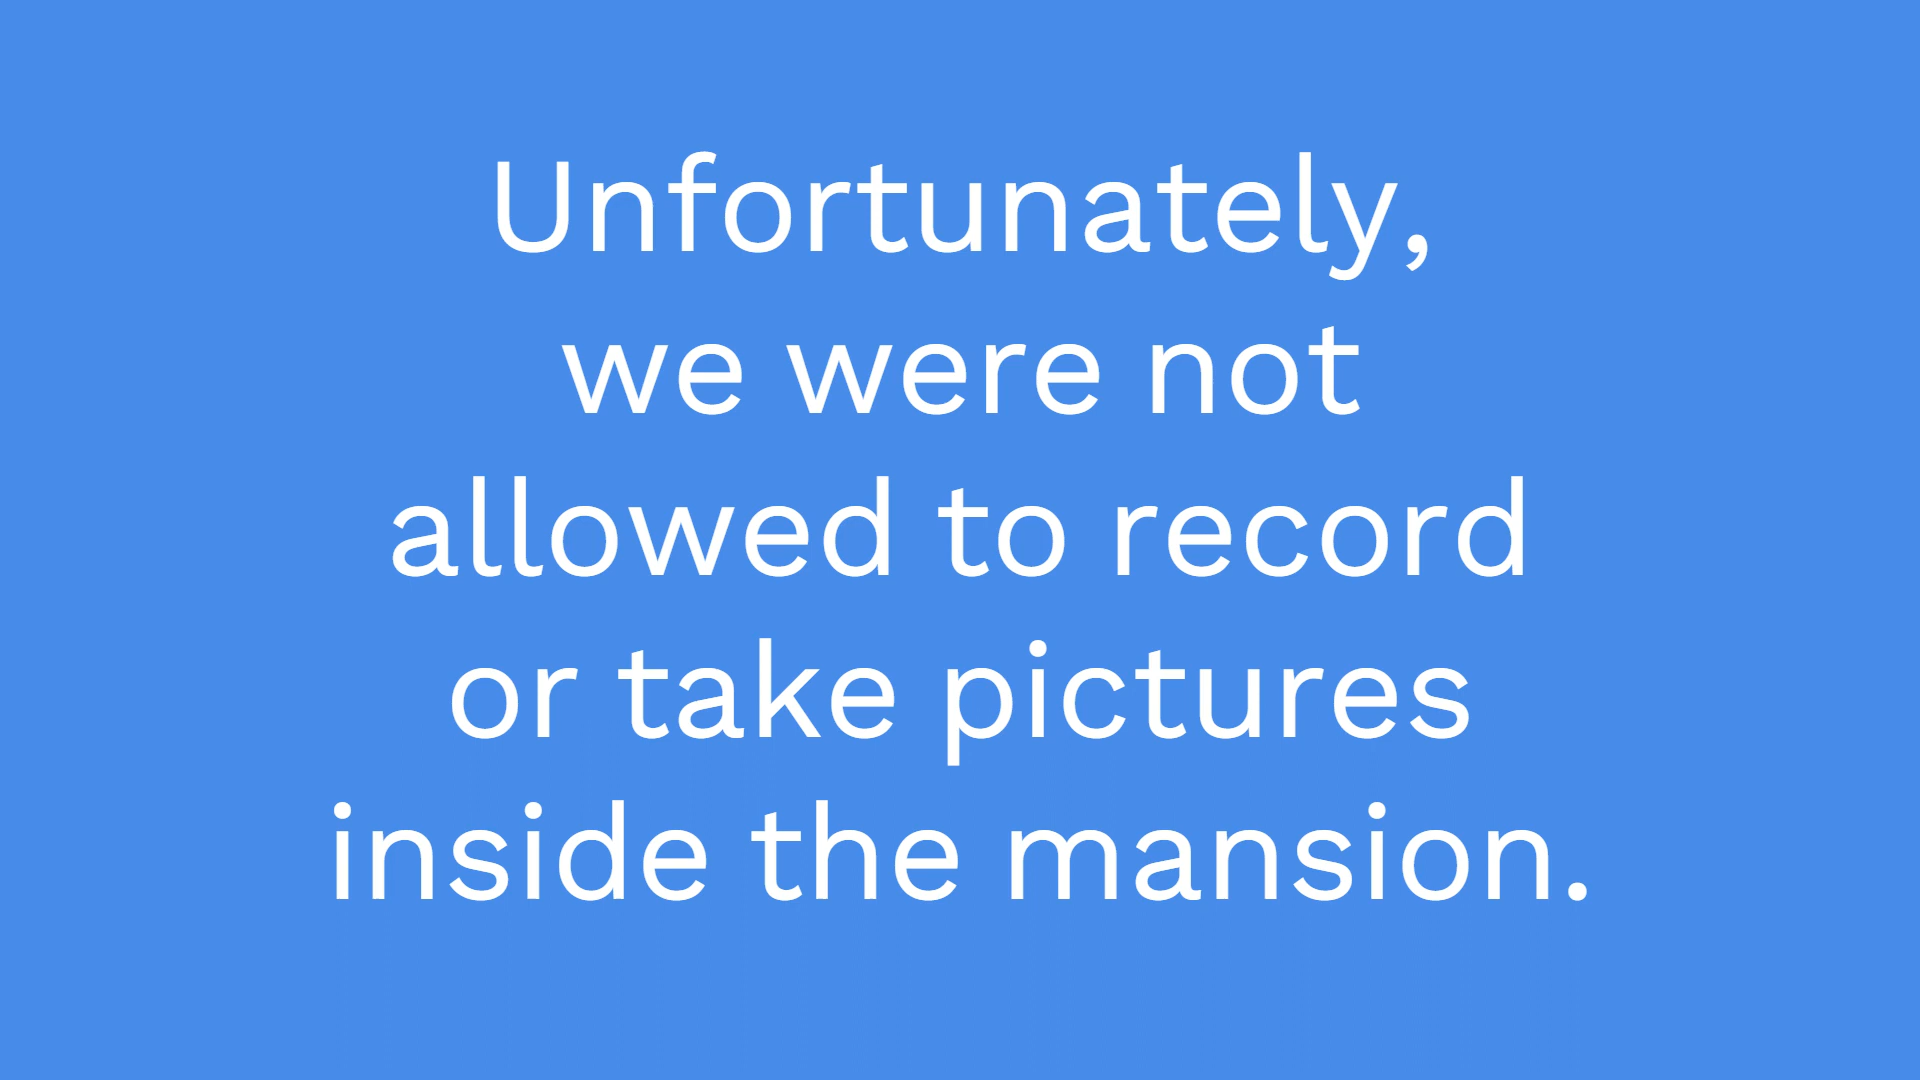 Unfortunately,
we were not
allowed to record
or take pictures
inside the mansion.